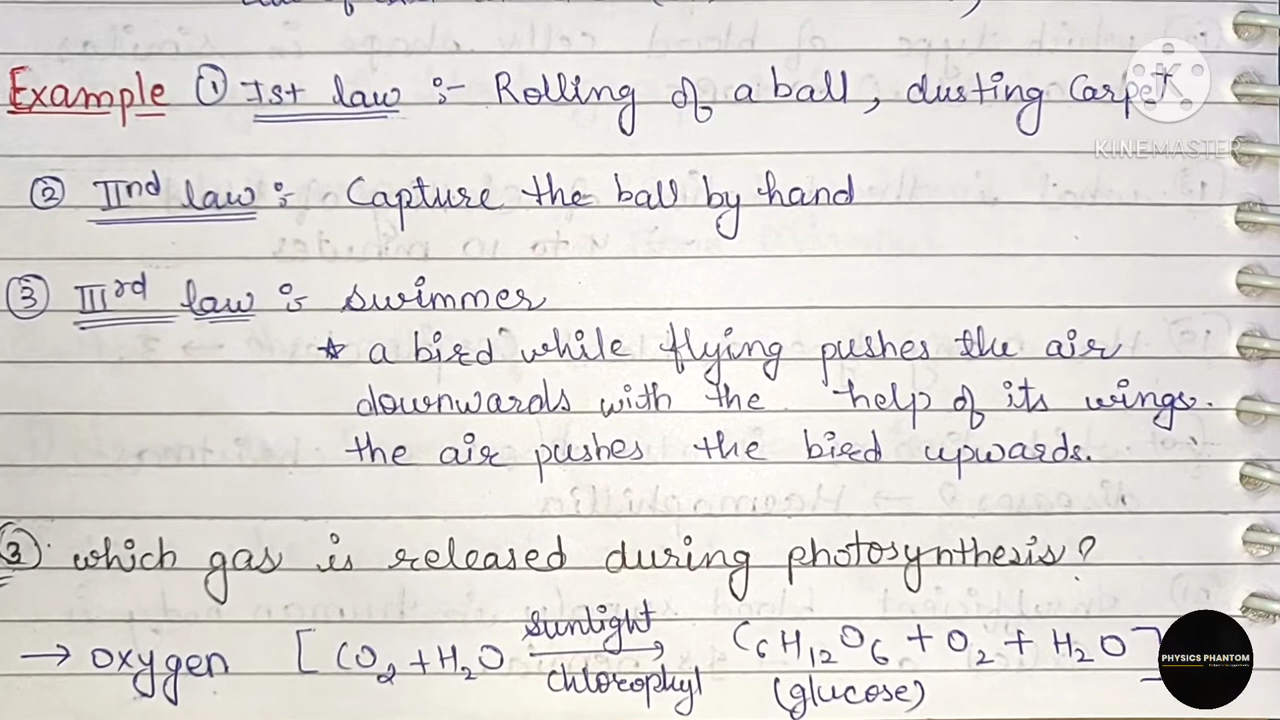 Example ① Ist law :- Rolling of a ball, dusting Carpet
② IInd law : Capture the ball by hand
③ IIIrd law : swimmer
☆ a bird while flying pushes the air
downwards with the help of its wings.
the air pushes the bird upwards.
③. which gas is released during photosynthesis?
→ oxygen [CO2 + H2O sunlight → chlorophyl C6H12O6 + O2 + H2O]
(glucose)
KINEMASTER
PHYSICS PHANTOM